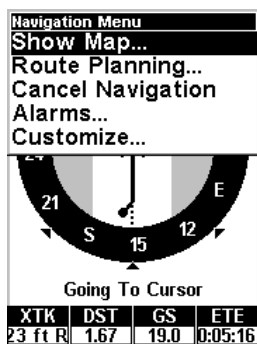 Navigation Menu
Show Map...
Route Planning...
Cancel Navigation
Alarms...
Customize...
24
21
S
15
12
E
Going To Cursor
XTK DST GS ETE
23 ft R 1.67 19.0 0:05:16